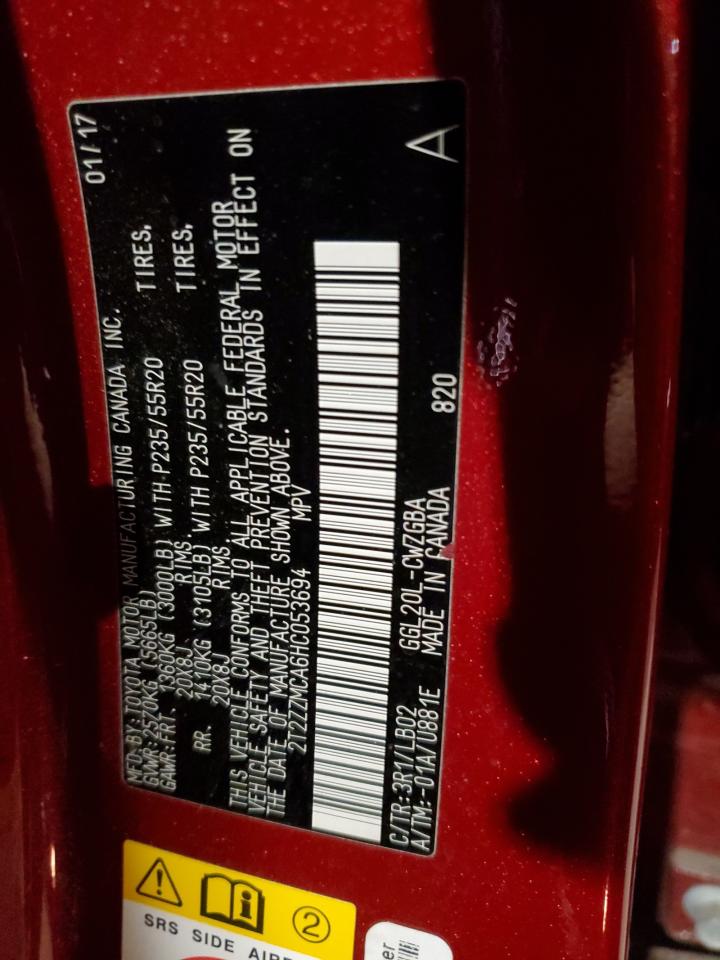 MFD. BY: TOYOTA MOTOR MANUFACTURING CANADA INC. 01/17
GVWR: 2570KG (5665LB)
GAWR: FRT 1360KG (3000LB) WITH P235/55R20 TIRES,
20X8J RIMS,
RR. 1410KG (3105LB) WITH P235/55R20 TIRES,
20X8J RIMS
THIS VEHICLE CONFORMS TO ALL APPLICABLE FEDERAL MOTOR
VEHICLE SAFETY AND THEFT PREVENTION STANDARDS IN EFFECT ON
THE DATE OF MANUFACTURE SHOWN ABOVE.
2T2ZZMCA6HC053694 MPV
C/TR: 3R1/LB02 GGL20L-CWZGBA
A/TM: -01A/U881E MADE IN CANADA 820 A
2
SRS SIDE